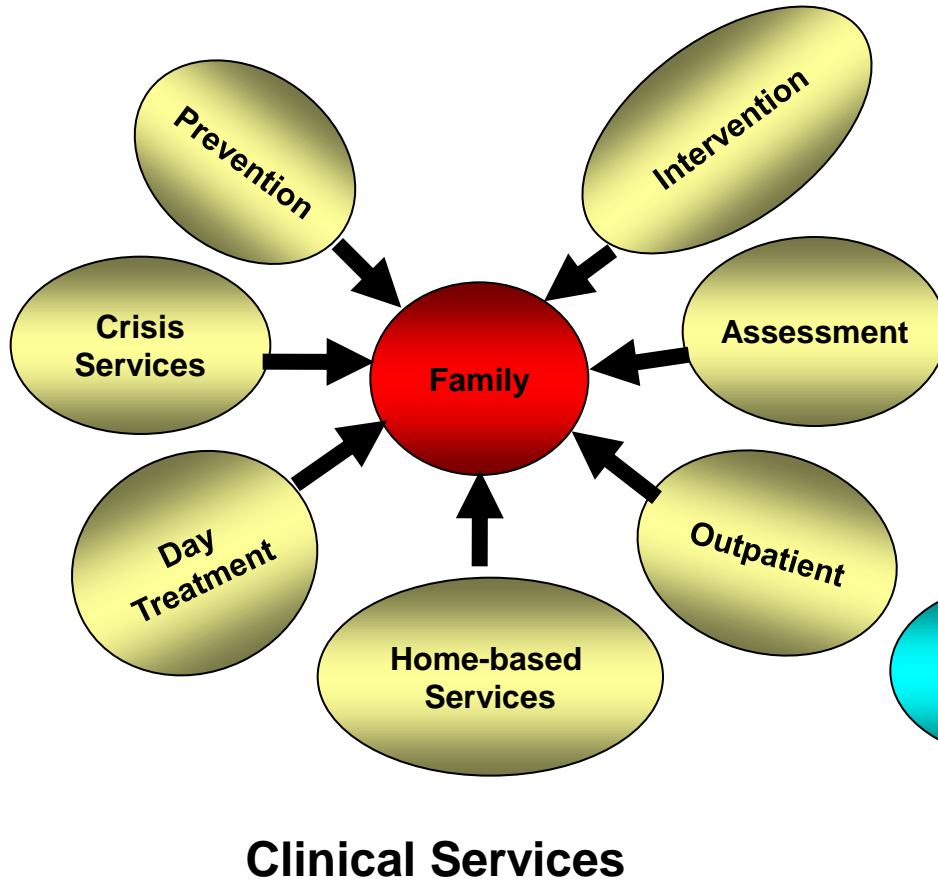 Prevention
Intervention
Crisis
Services
Assessment
Family
Day
Treatment
Outpatient
Home-based
Services
Clinical Services